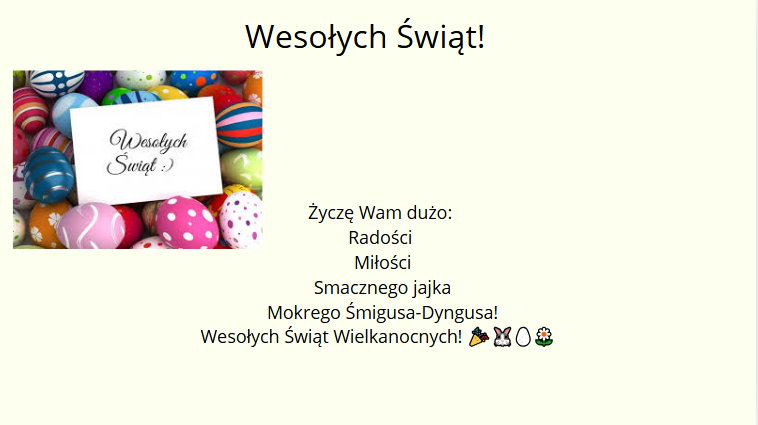 Wesołych Świąt!
Wesołych
Świąt :)
Życzę Wam dużo:
Radości
Miłości
Smacznego jajka
Mokrego Śmigusa-Dyngusa!
Wesołych Świąt Wielkanocnych! 🎉🐰🥚🌼